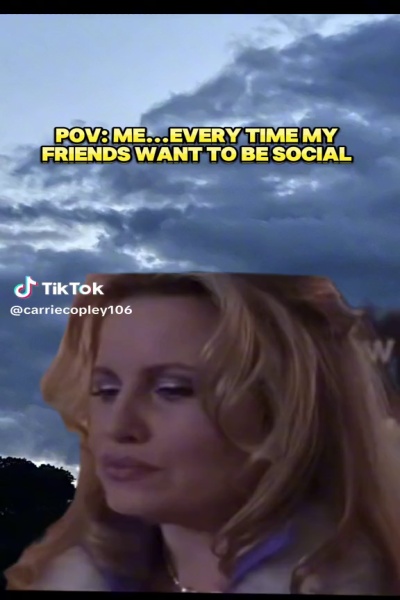 POV: ME...EVERY TIME MY
FRIENDS WANT TO BE SOCIAL
TikTok
@carriecopley106
W